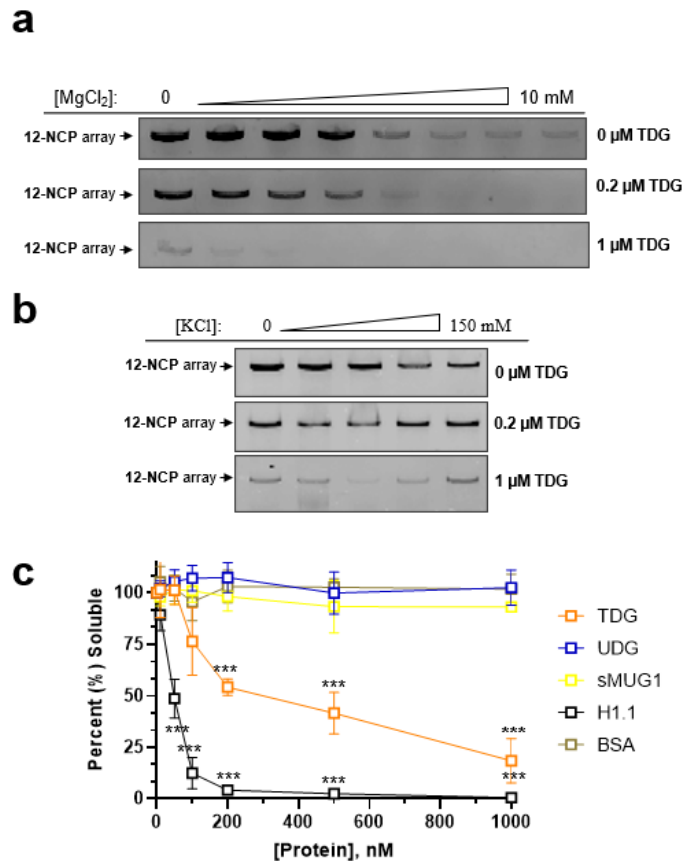 a
[MgCl₂]: 0 10 mM
12-NCP array 0 µM TDG
12-NCP array 0.2 µM TDG
12-NCP array 1 µM TDG
b
[KCl]: 0 150 mM
12-NCP array 0 µM TDG
12-NCP array 0.2 µM TDG
12-NCP array 1 µM TDG
c
Percent (%) Soluble
100
75
50
25
0
*** *** *** *** *** *** *** ***
0 200 400 600 800 1000
[Protein], nM
TDG
UDG
sMUG1
H1.1
BSA